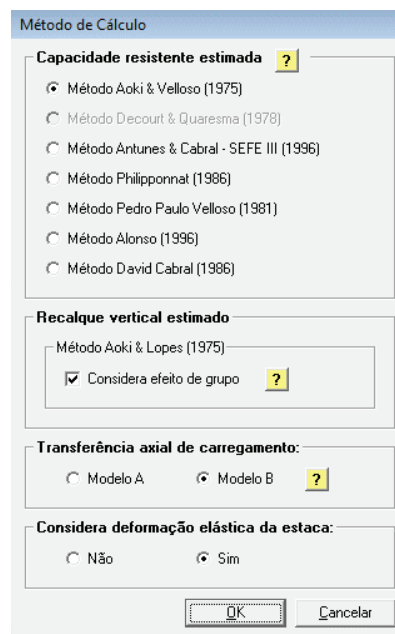 Método de Cálculo
Capacidade resistente estimada ?
Método Aoki & Velloso (1975)
Método Decourt & Quaresma (1978)
Método Antunes & Cabral - SEFE III (1996)
Método Philipponnat (1986)
Método Pedro Paulo Velloso (1981)
Método Alonso (1996)
Método David Cabral (1986)
Recalque vertical estimado
Método Aoki & Lopes (1975)
Considera efeito de grupo ?
Transferência axial de carregamento:
Modelo A Modelo B ?
Considera deformação elástica da estaca:
Não Sim
OK Cancelar